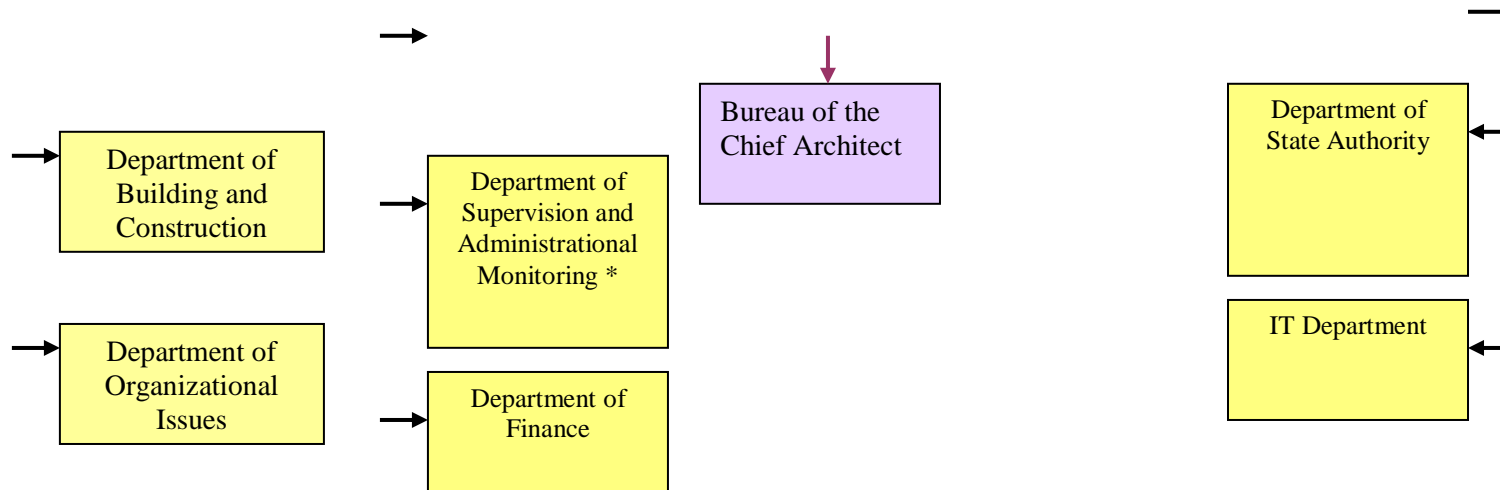 Department of
Building and
Construction
Department of
Organizational
Issues
Department of
Supervision and
Administrational
Monitoring *
Department of
Finance
Bureau of the
Chief Architect
Department of
State Authority
IT Department